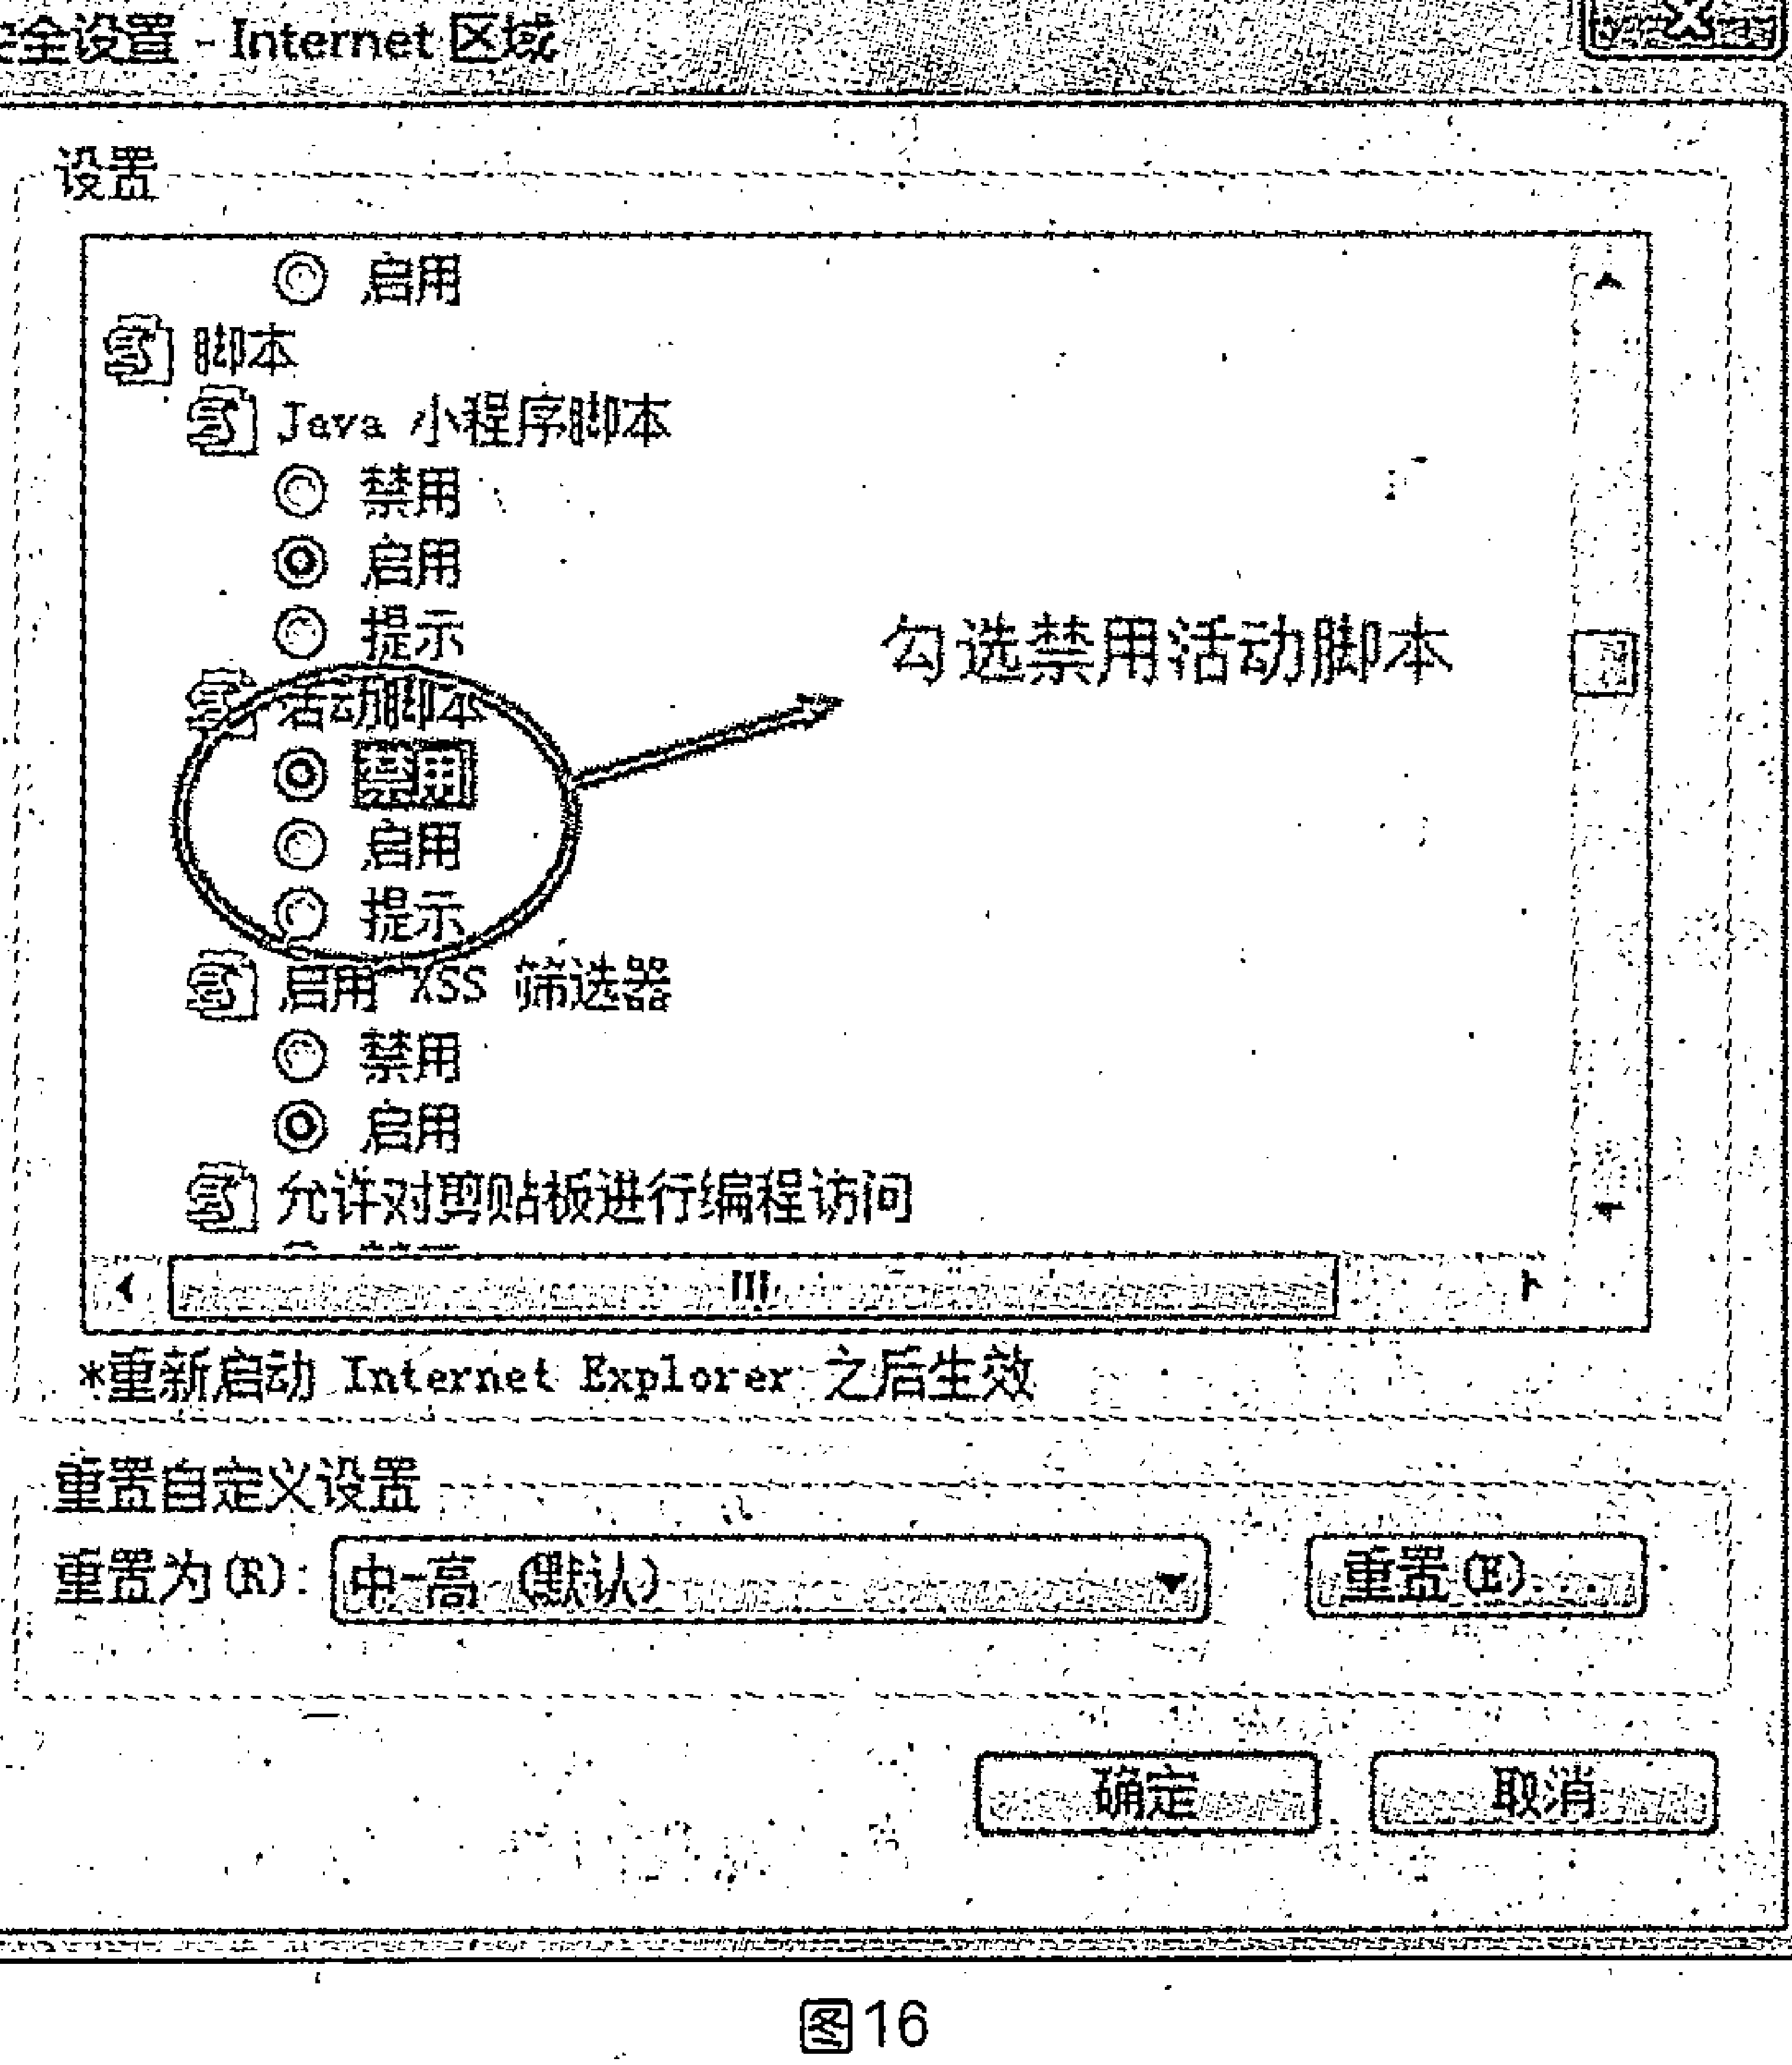 全设置 - Internet 区域
设置
启用
脚本
Java 小程序脚本
禁用
启用
提示
勾选禁用活动脚本
活动脚本
禁用
启用
提示
启用 XSS 筛选器
禁用
启用
允许对剪贴板进行编程访问
*重新启动 Internet Explorer 之后生效
重置自定义设置
重置为(R):
中-高 (默认)
重置(E)
确定
取消
图16